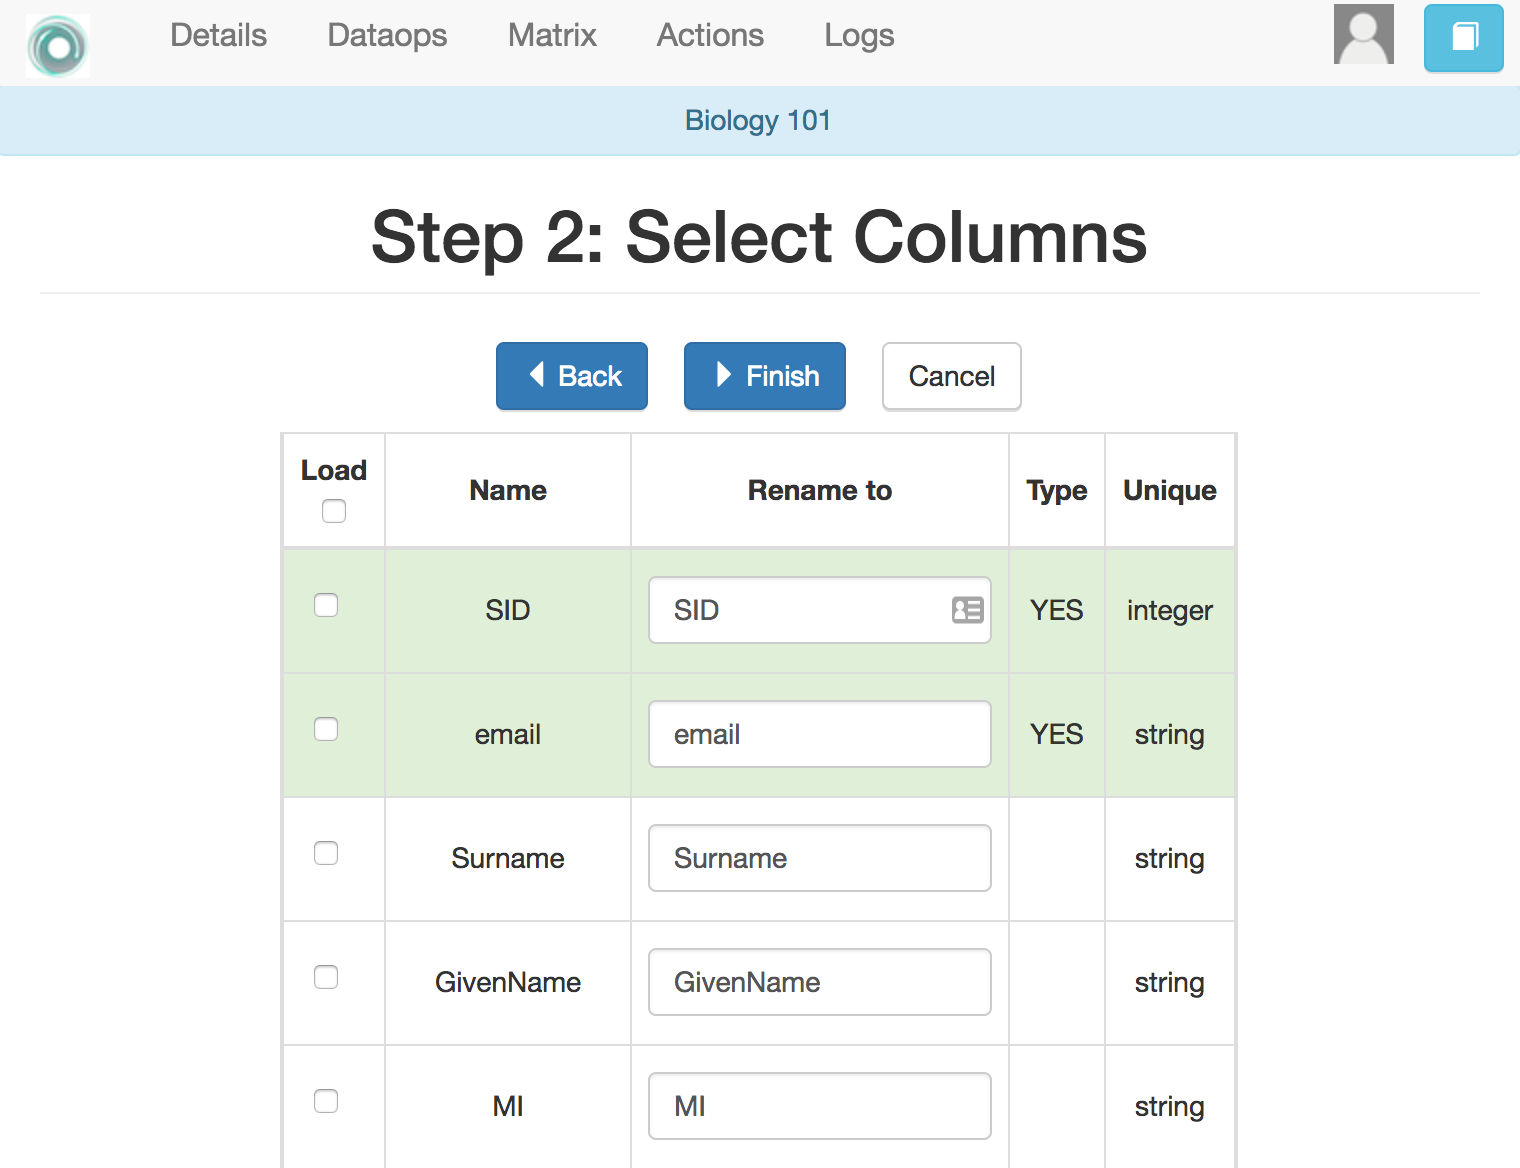 Details Dataops Matrix Actions Logs
Biology 101
Step 2: Select Columns
Back Finish Cancel
Load Name Rename to Type Unique
SID SID YES integer
email email YES string
Surname Surname string
GivenName GivenName string
MI MI string